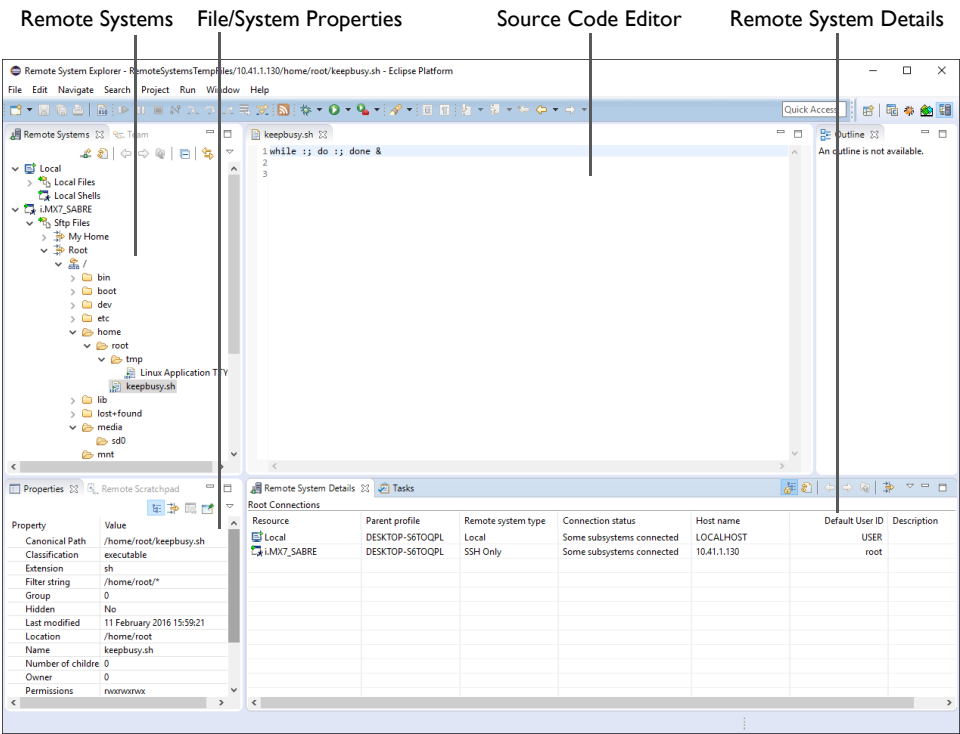 Remote Systems File/System Properties Source Code Editor Remote System Details
Remote System Explorer - RemoteSystemsTempFiles/10.41.1.130/home/root/keepbusy.sh - Eclipse Platform
File Edit Navigate Search Project Run Window Help
Quick Access
Remote Systems Team
Local
Local Files
Local Shells
i.MX7_SABRE
Sftp Files
My Home
Root
/
bin
boot
dev
etc
home
root
tmp
Linux Application TTY
keepbusy.sh
lib
lost+found
media
sd0
mnt
keepbusy.sh
1 while :; do :; done &
2
3
Outline
An outline is not available.
Properties Remote Scratchpad
Property Value
Canonical Path /home/root/keepbusy.sh
Classification executable
Extension sh
Filter string /home/root/*
Group 0
Hidden No
Last modified 11 February 2016 15:59:21
Location /home/root
Name keepbusy.sh
Number of childre 0
Owner 0
Permissions rwxrwxrwx
Remote System Details Tasks
Root Connections
Resource Parent profile Remote system type Connection status Host name Default User ID Description
Local DESKTOP-S6TOQPL Local Some subsystems connected LOCALHOST USER
i.MX7_SABRE DESKTOP-S6TOQPL SSH Only Some subsystems connected 10.41.1.130 root